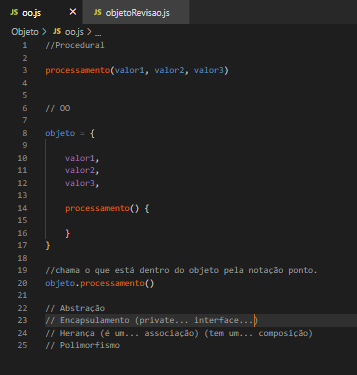 JS oo.js X JS objetoRevisao.js
Objeto > JS oo.js > ...
1 //Procedural
2
3 processamento(valor1, valor2, valor3)
4
5
6 // OO
7
8 objeto = {
9
10 valor1,
11 valor2,
12 valor3,
13
14 processamento() {
15
16 }
17 }
18
19 //chama o que está dentro do objeto pela notação ponto.
20 objeto.processamento()
21
22 // Abstração
23 // Encapsulamento (private... interface...)
24 // Herança (é um... associação) (tem um... composição)
25 // Polimorfismo